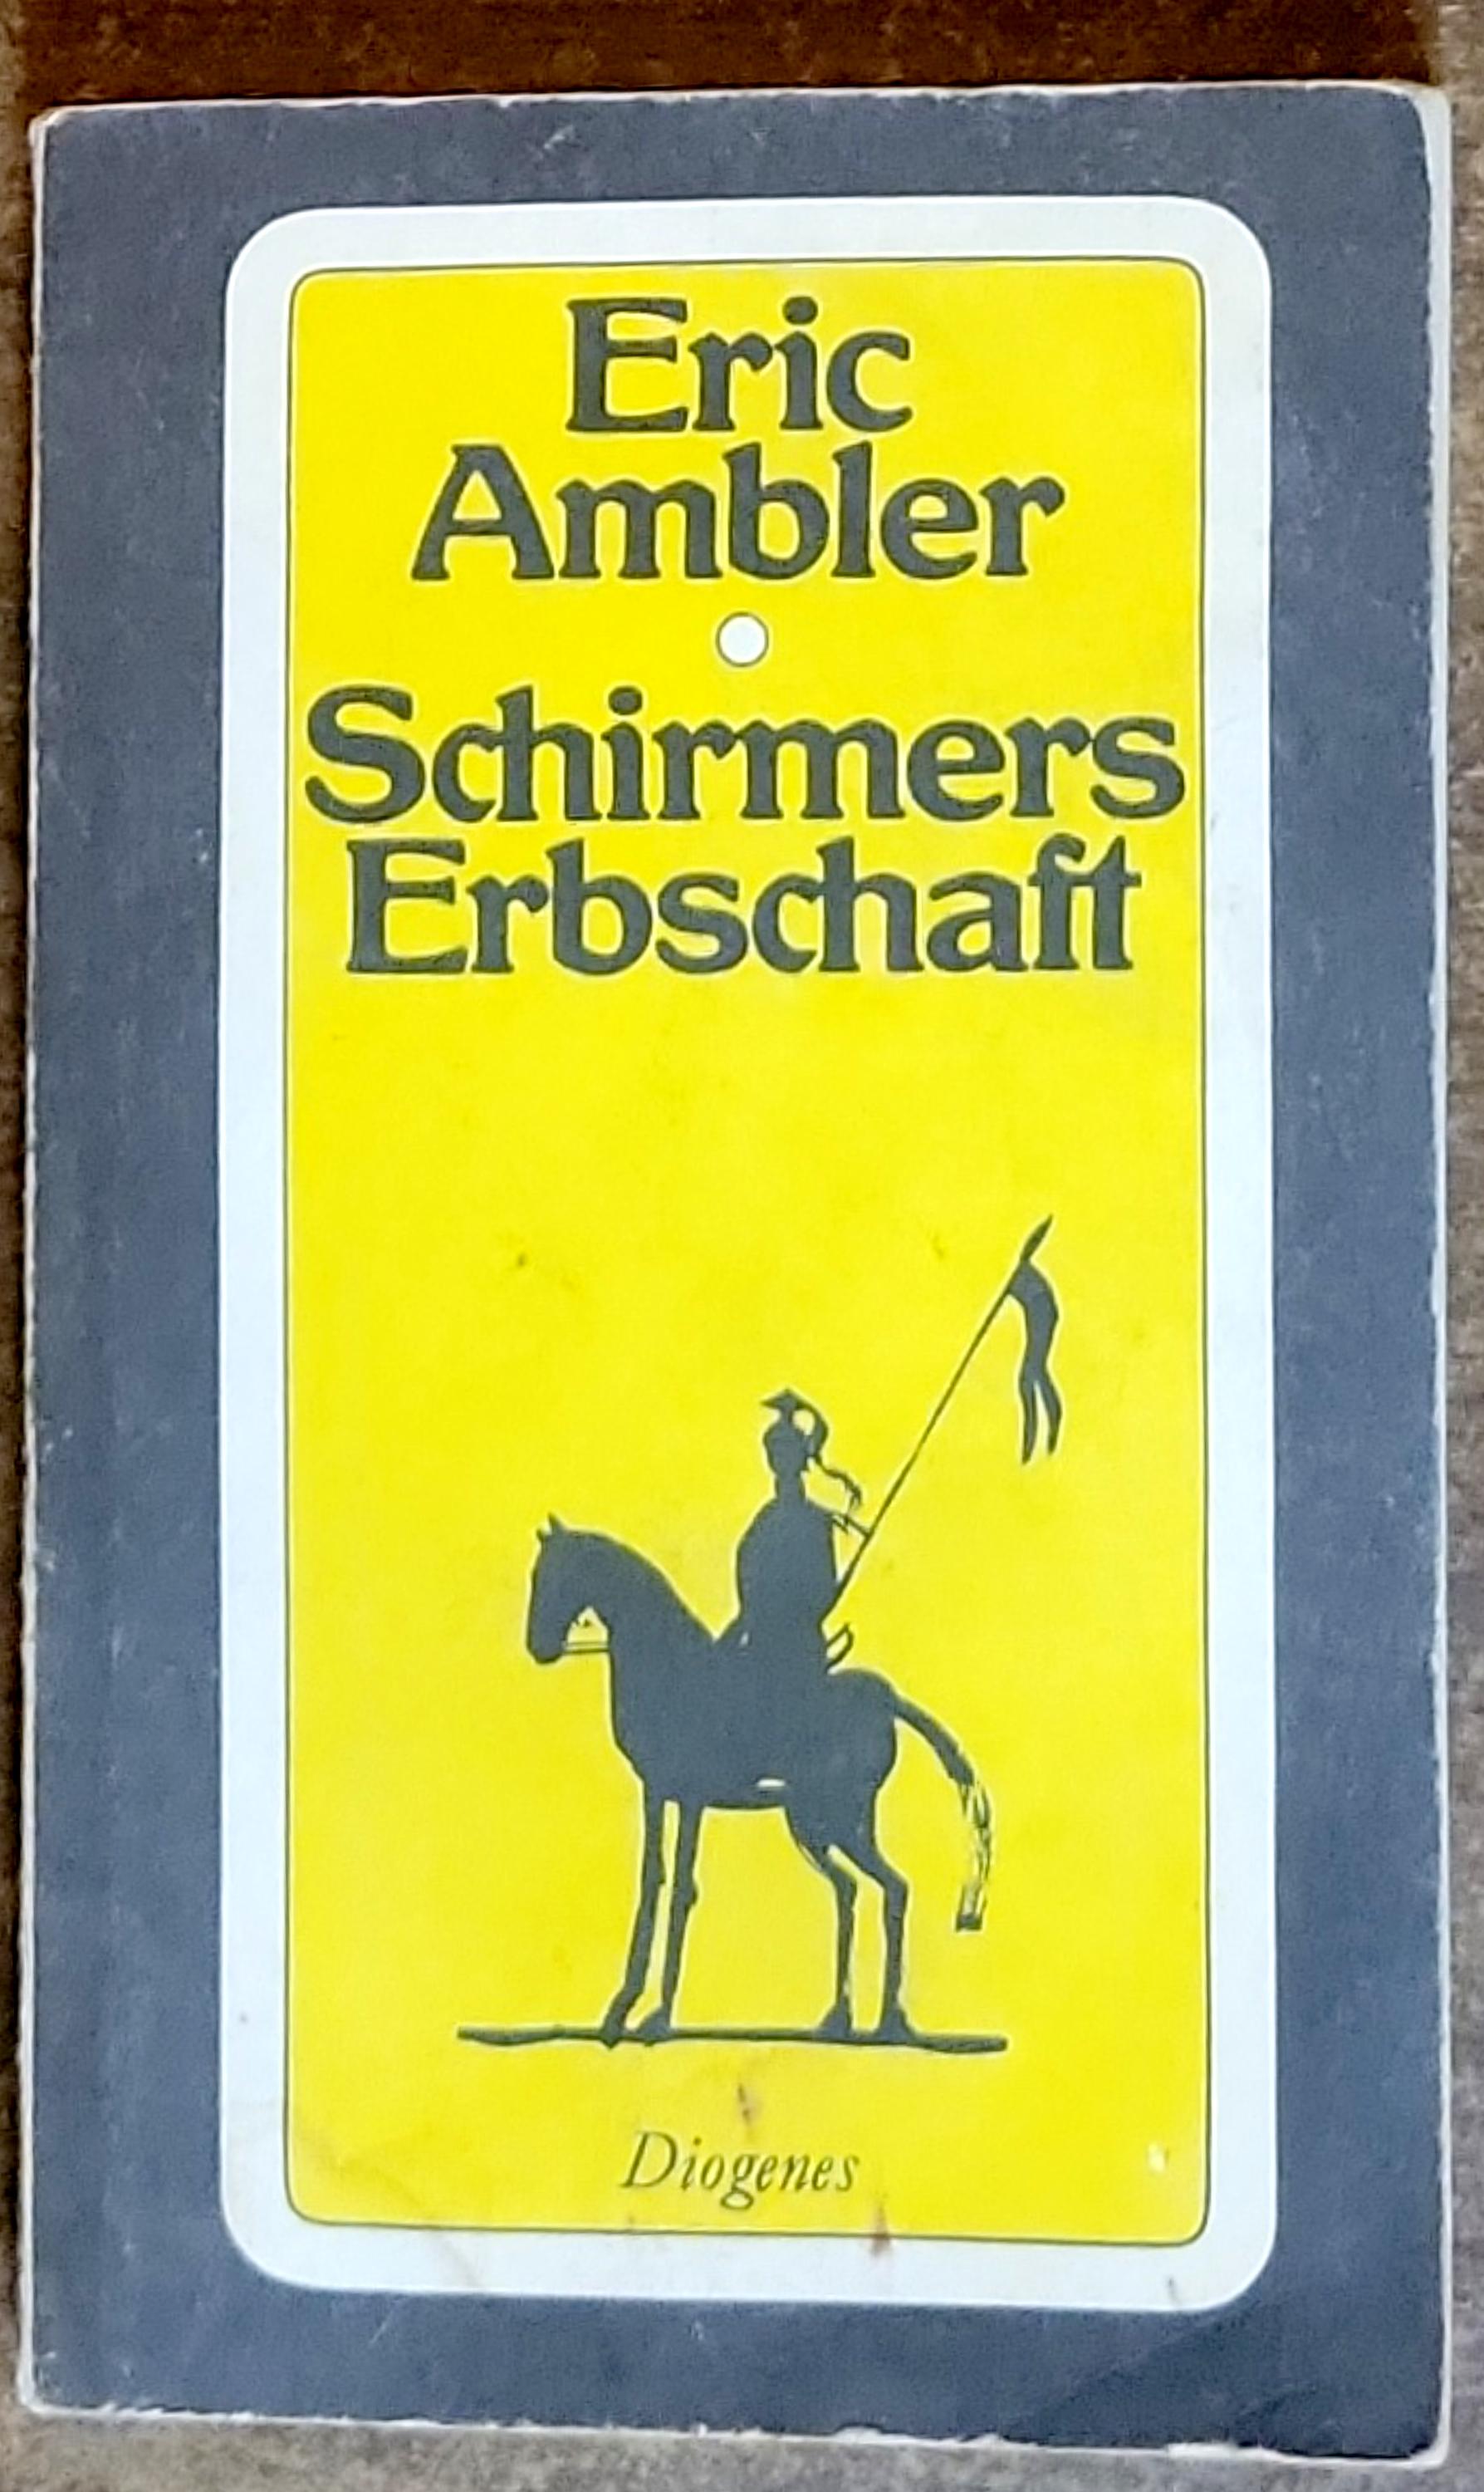 Eric
Ambler
Schirmers
Erbschaft
Diogenes